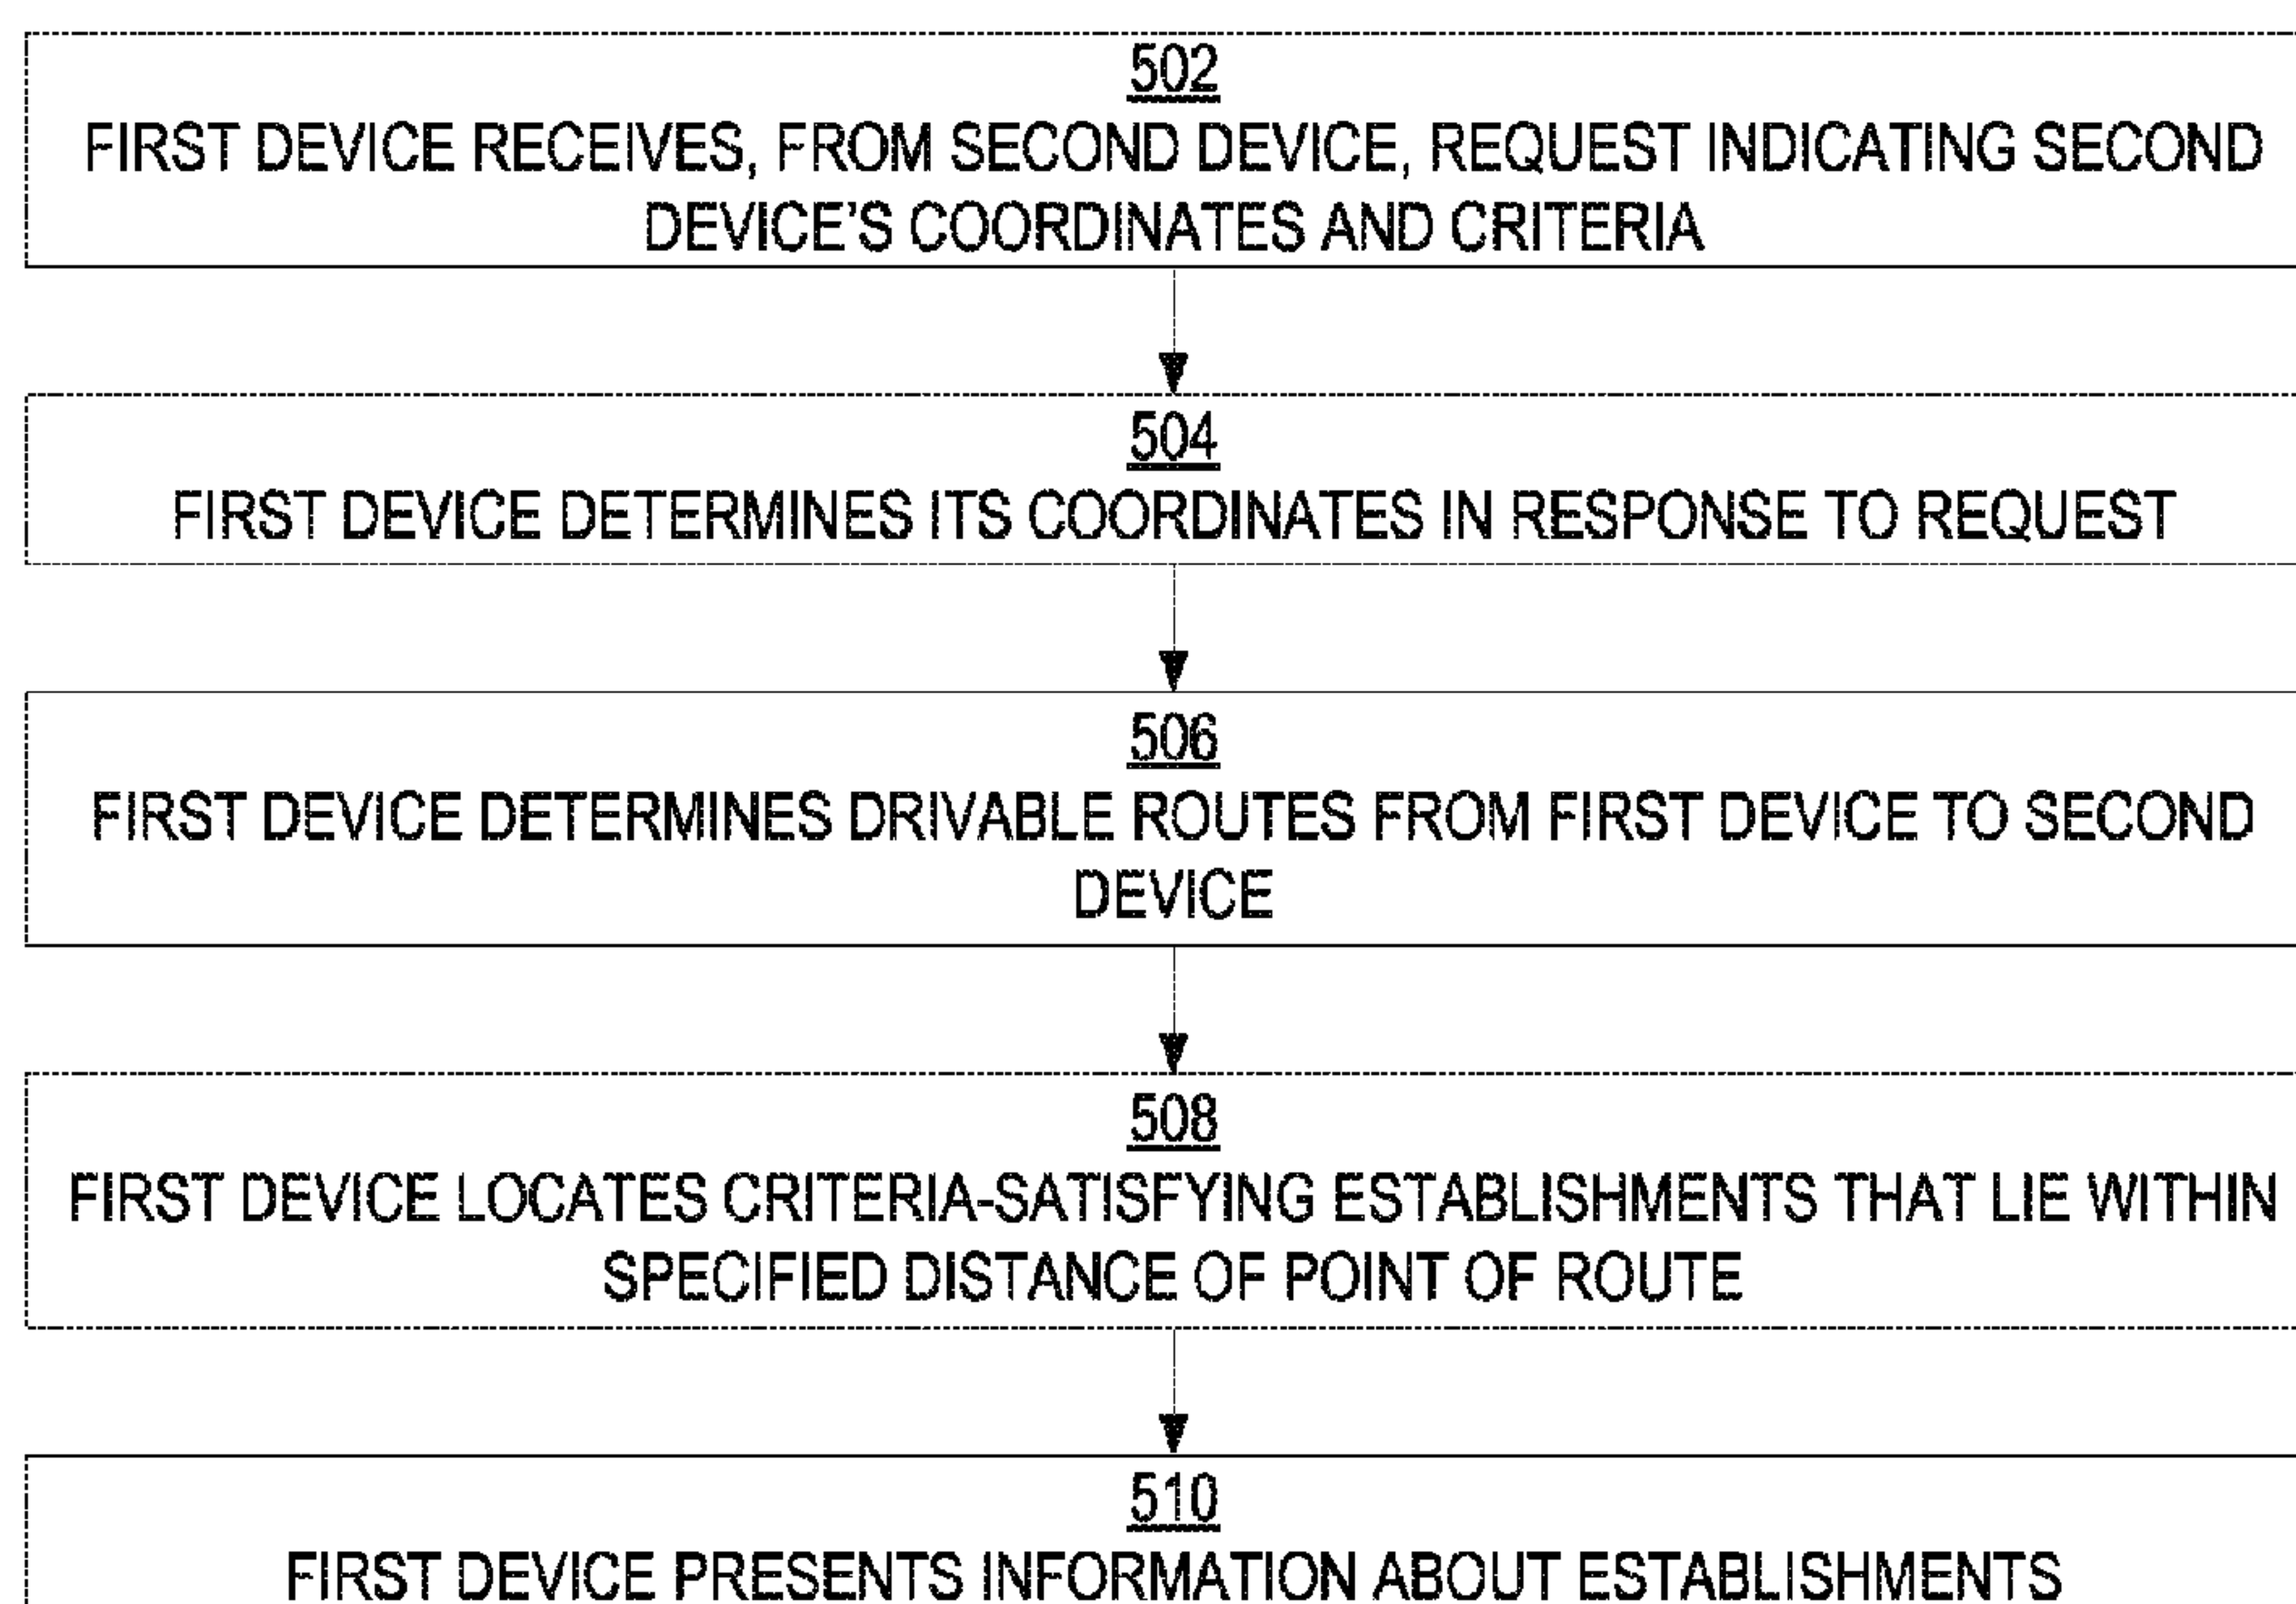 502
FIRST DEVICE RECEIVES, FROM SECOND DEVICE, REQUEST INDICATING SECOND
DEVICE'S COORDINATES AND CRITERIA
504
FIRST DEVICE DETERMINES ITS COORDINATES IN RESPONSE TO REQUEST
506
FIRST DEVICE DETERMINES DRIVABLE ROUTES FROM FIRST DEVICE TO SECOND
DEVICE
508
FIRST DEVICE LOCATES CRITERIA-SATISFYING ESTABLISHMENTS THAT LIE WITHIN
SPECIFIED DISTANCE OF POINT OF ROUTE
510
FIRST DEVICE PRESENTS INFORMATION ABOUT ESTABLISHMENTS